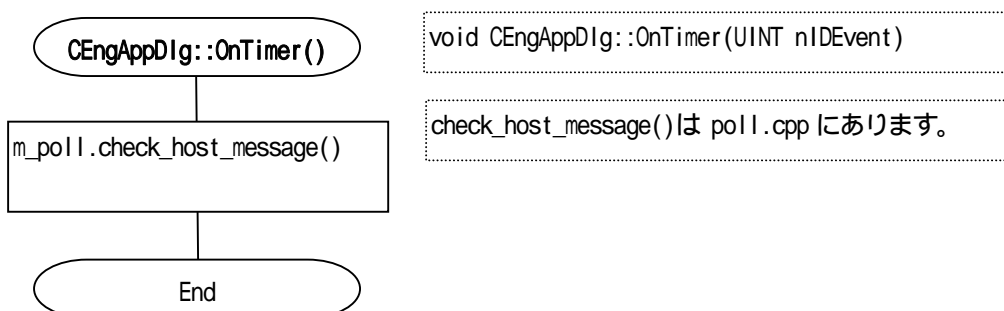 CEngAppDlg::OnTimer()
void CEngAppDlg::OnTimer(UINT nIDEvent)
check_host_message()は poll.cpp にあります。
m_poll.check_host_message()
End